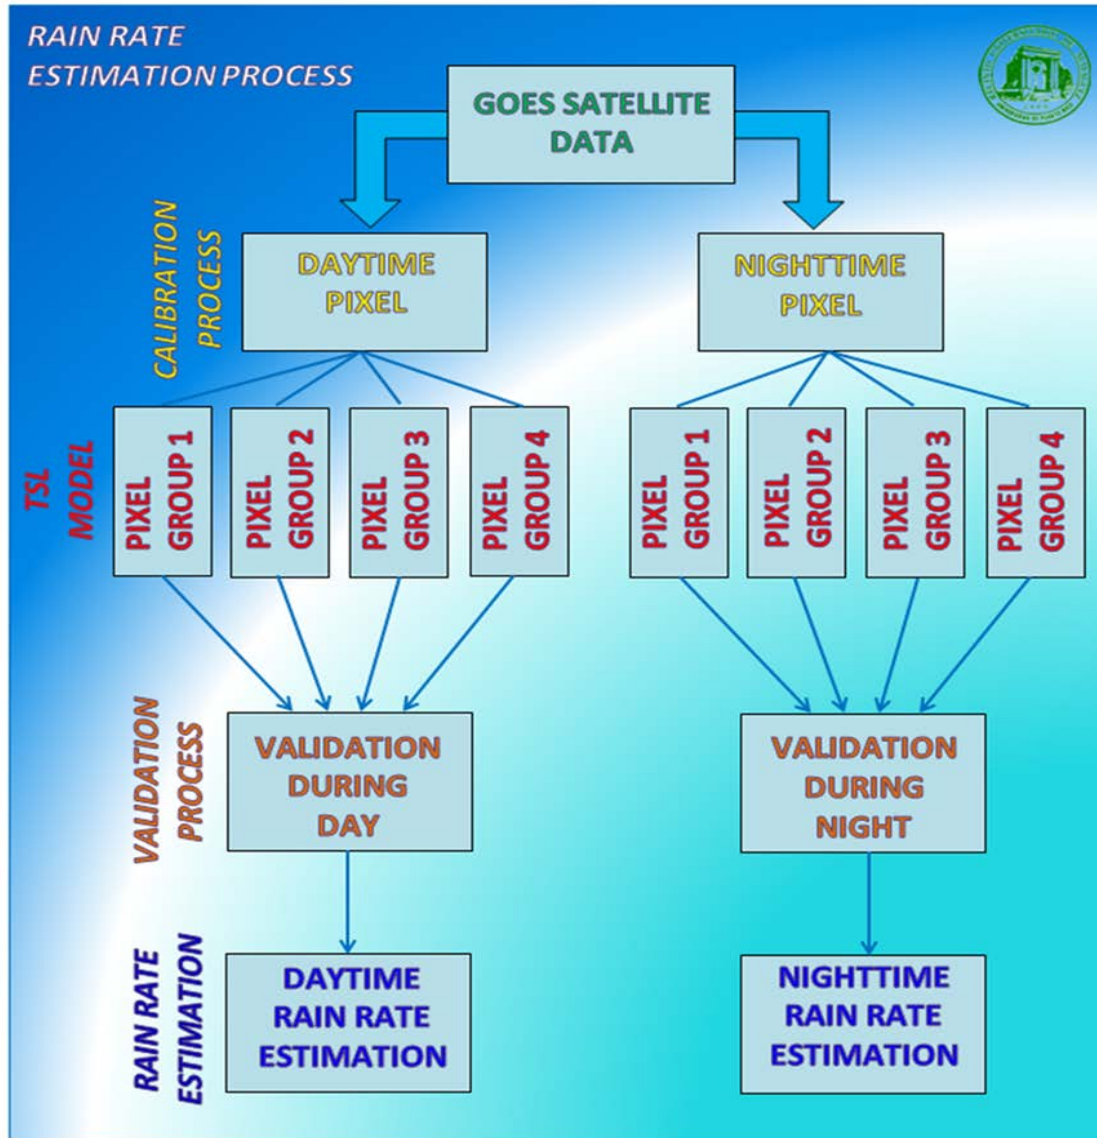 RAIN RATE
ESTIMATION PROCESS
GOES SATELLITE
DATA
CALIBRATION
PROCESS
DAYTIME
PIXEL
NIGHTTIME
PIXEL
TSL
MODEL
PIXEL
GROUP 1
PIXEL
GROUP 2
PIXEL
GROUP 3
PIXEL
GROUP 4
PIXEL
GROUP 1
PIXEL
GROUP 2
PIXEL
GROUP 3
PIXEL
GROUP 4
VALIDATION
PROCESS
VALIDATION
DURING
DAY
VALIDATION
DURING
NIGHT
RAIN RATE
ESTIMATION
DAYTIME
RAIN RATE
ESTIMATION
NIGHTTIME
RAIN RATE
ESTIMATION